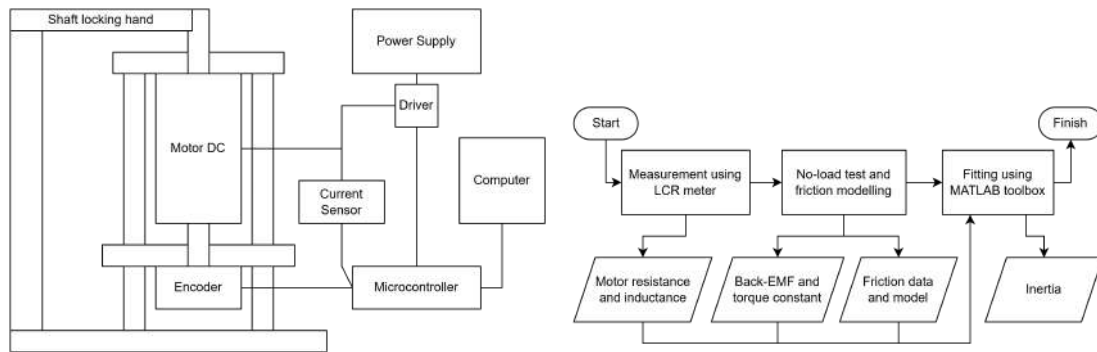 Shaft locking hand
Power Supply
Driver
Motor DC
Computer
Current
Sensor
Encoder
Microcontroller
Start
Finish
Measurement using
LCR meter
No-load test and
friction modelling
Fitting using
MATLAB toolbox
Motor resistance
and inductance
Back-EMF and
torque constant
Friction data
and model
Inertia